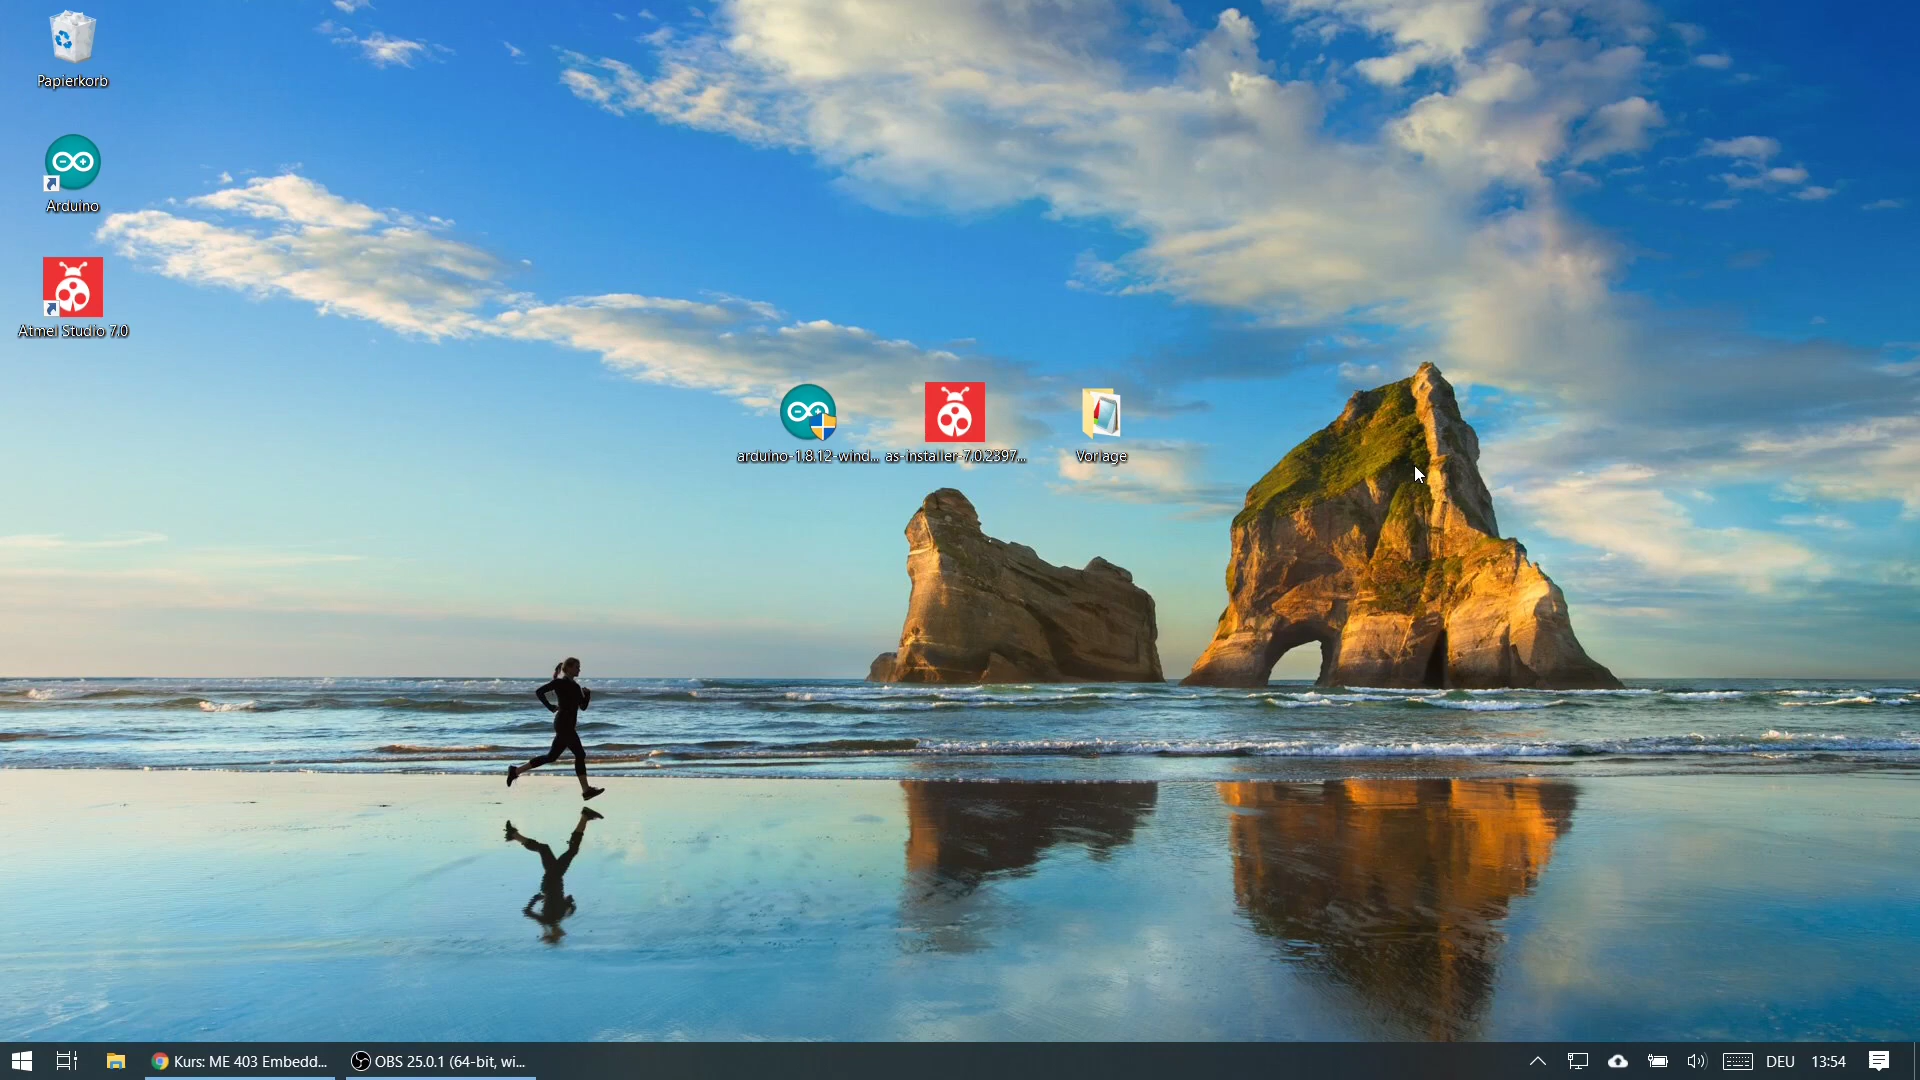 Papierkorb
Arduino
Atmel Studio 7.0
arduino-1.8.12-wind...
as-installer-7.0.2397...
Vorlage
Kurs: ME 403 Embedd...
OBS 25.0.1 (64-bit, wi...
DEU
13:54